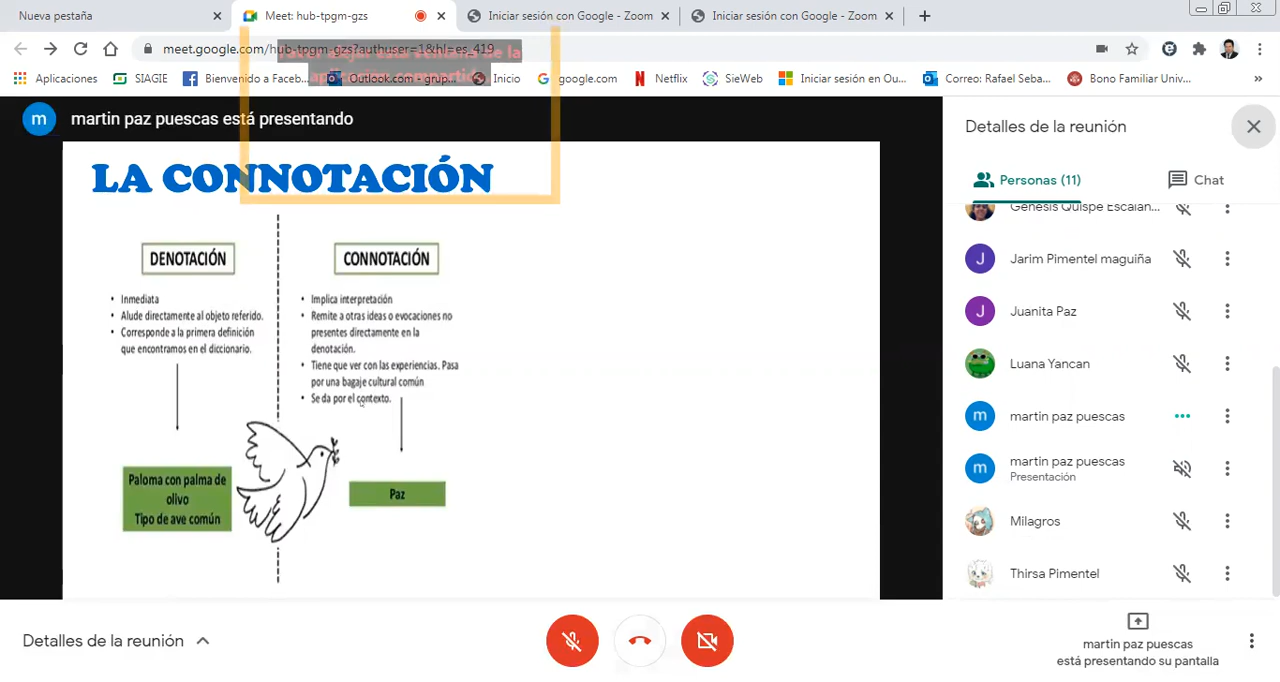 Nueva pestaña
Meet: hub-tpgm-gzs
Iniciar sesión con Google - Zoom
Iniciar sesión con Google - Zoom
meet.google.com/hub-tpgm-gzs?authuser=1&hl=es_419
Aplicaciones
SIAGIE
Bienvenido a Faceb...
Outlook.com - grup...
Inicio
google.com
Netflix
SieWeb
Iniciar sesión en Ou...
Correo: Rafael Seba...
Bono Familiar Univ...
»
m
martin paz puescas está presentando
LA CONNOTACIÓN
DENOTACIÓN
• Inmediata
• Alude directamente al objeto referido.
• Corresponde a la primera definición
que encontramos en el diccionario.
Paloma con palma de
olivo
Tipo de ave común
CONNOTACIÓN
• Implica interpretación
• Remite a otras ideas o evocaciones no
presentes directamente en la
denotación.
• Tiene que ver con las experiencias. Pasa
por una bagaje cultural común
• Se da por el contexto.
Paz
Detalles de la reunión
Personas (11)
Chat
Genesis Quispe Escalan...
J
Jarim Pimentel maguiña
J
Juanita Paz
Luana Yancan
m
martin paz puescas
m
martin paz puescas
Presentación
Milagros
Thirsa Pimentel
Detalles de la reunión
martin paz puescas
está presentando su pantalla